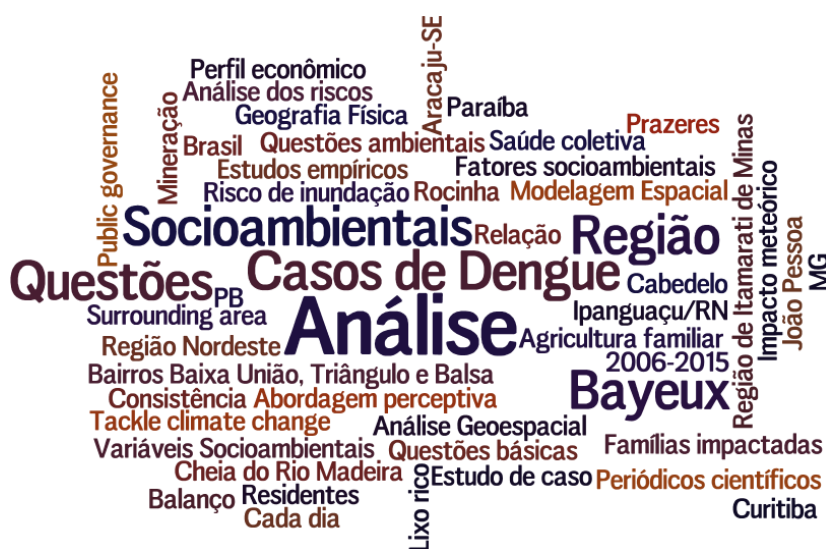 Aracaju-SE
Perfil econômico
Análise dos riscos
Public governance
Mineração
Geografia Física
Paraíba
Prazeres
Brasil
Questões ambientais
Saúde coletiva
Estudos empíricos
Fatores socioambientais
Risco de inundação
Rocinha
Modelagem Espacial
Região de Itamarati de Minas
Impacto meteórico
João Pessoa
MG
Socioambientais
Relação
Região
Questões
PB
Casos de Dengue
Cabedelo
Surrounding area
Análise
Ipanguaçu/RN
Agricultura familiar
Região Nordeste
2006-2015
Bairros Baixa União, Triângulo e Balsa
Bayeux
Consistência
Abordagem perceptiva
Tackle climate change
Análise Geoespacial
Variáveis Socioambientais
Questões básicas
Famílias impactadas
Cheia do Rio Madeira
Lixo rico
Estudo de caso
Periódicos científicos
Balanço
Residentes
Curitiba
Cada dia